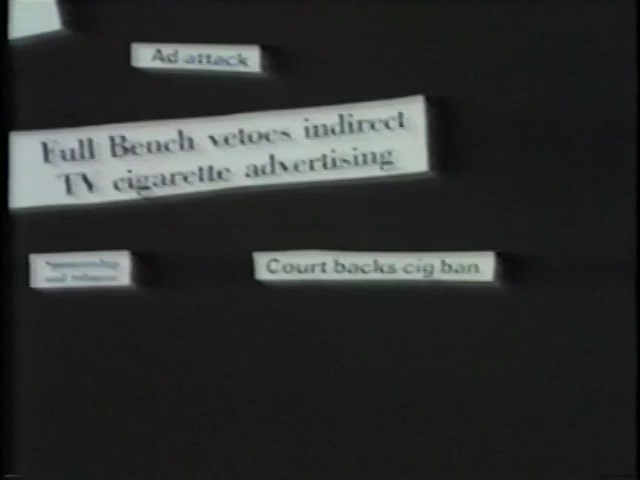 Ad attack
Full Bench vetoes indirect
TV cigarette advertising
Court backs cig ban